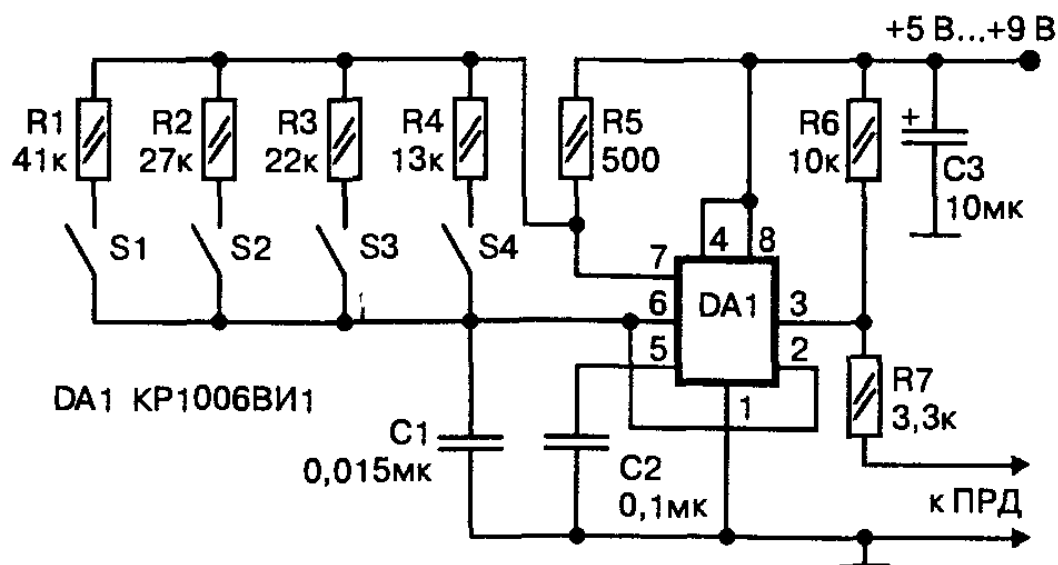 +5 В...+9 В
R1
41к
R2
27к
R3
22к
R4
13к
R5
500
R6
10к
+
C3
10мк
S1
S2
S3
S4
4
8
7
6
5
DA1
3
2
1
R7
3,3к
DA1 КР1006ВИ1
C1
0,015мк
C2
0,1мк
к ПРД